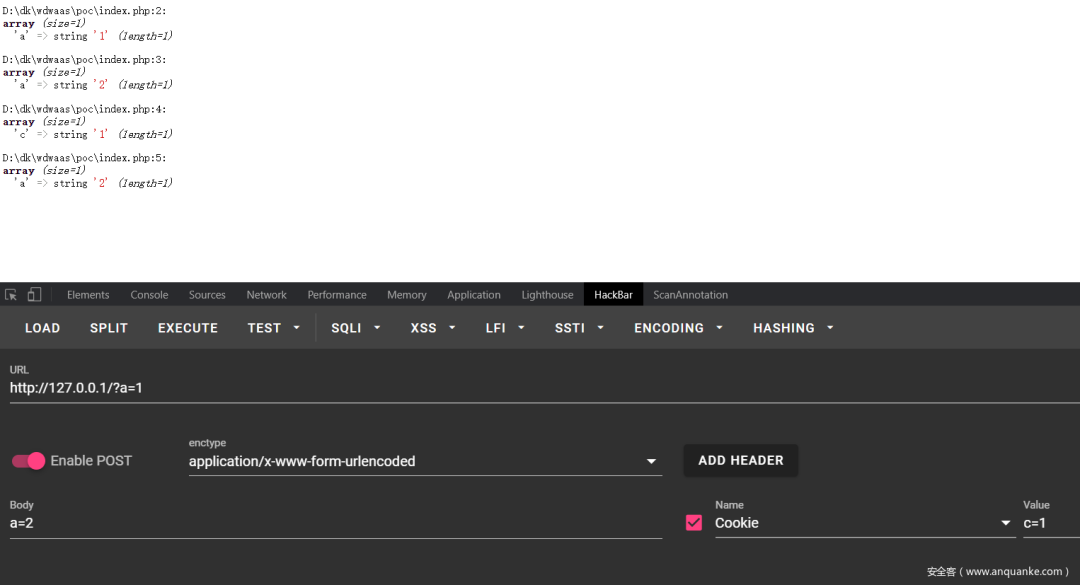 D:\dk\wdwaas\poc\index.php:2:
array (size=1)
'a' => string '1' (length=1)
D:\dk\wdwaas\poc\index.php:3:
array (size=1)
'a' => string '2' (length=1)
D:\dk\wdwaas\poc\index.php:4:
array (size=1)
'c' => string '1' (length=1)
D:\dk\wdwaas\poc\index.php:5:
array (size=1)
'a' => string '2' (length=1)
Elements Console Sources Network Performance Memory Application Lighthouse HackBar ScanAnnotation
LOAD SPLIT EXECUTE TEST SQLI XSS LFI SSTI ENCODING HASHING
URL
http://127.0.0.1/?a=1
enctype
Enable POST application/x-www-form-urlencoded ADD HEADER
Body Name Value
a=2 Cookie c=1
安全客（www.anquanke.com）